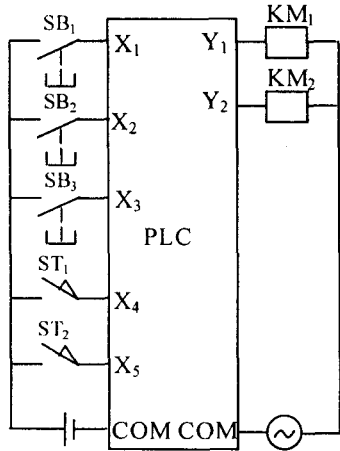 SB₁
X₁
Y₁
KM₁
SB₂
X₂
Y₂
KM₂
SB₃
X₃
PLC
ST₁
X₄
ST₂
X₅
COM COM